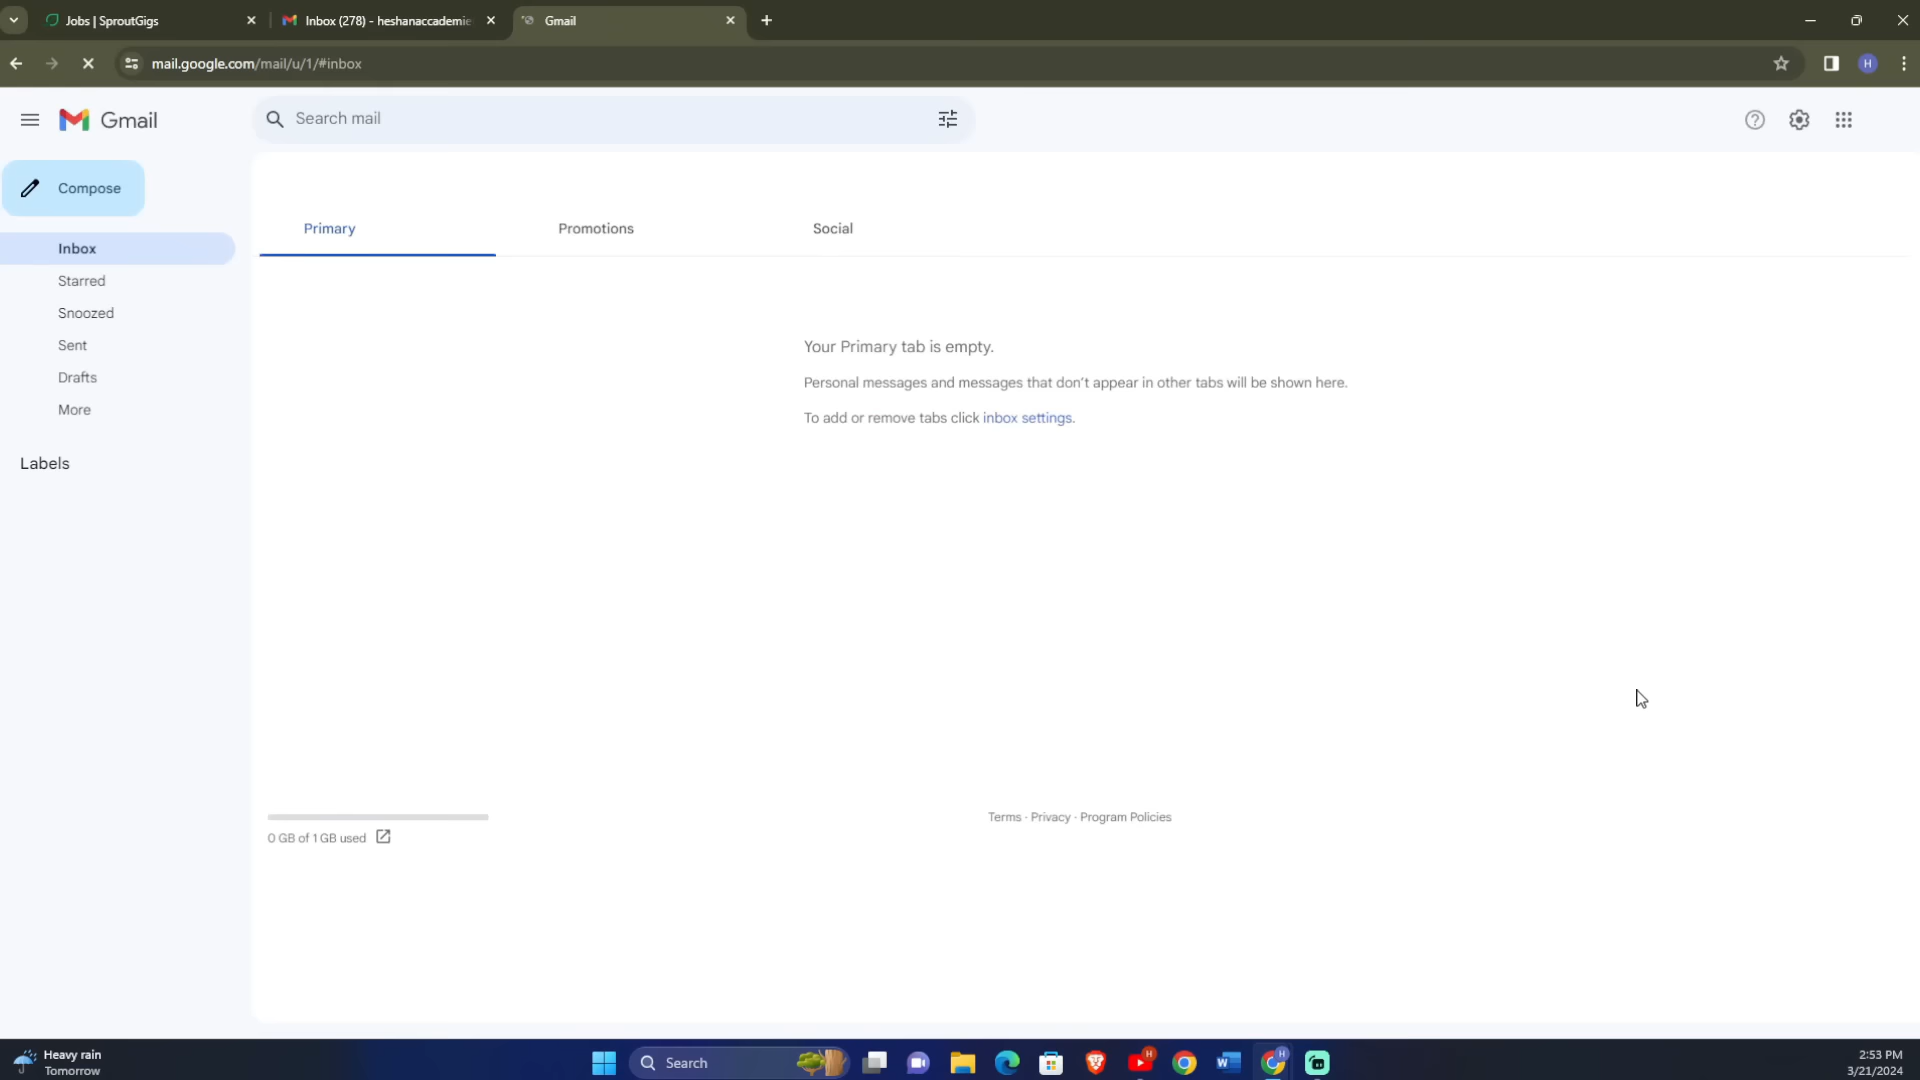 Jobs | SproutGigs
Inbox (278) - heshanaccademie
Gmail
mail.google.com/mail/u/1/#inbox
H
Gmail
Search mail
Compose
Primary
Promotions
Social
Inbox
Starred
Snoozed
Sent
Drafts
More
Labels
Your Primary tab is empty.
Personal messages and messages that don't appear in other tabs will be shown here.
To add or remove tabs click inbox settings.
Terms · Privacy · Program Policies
0 GB of 1 GB used
Heavy rain
Tomorrow
Search
H
W
H
2:53 PM
3/21/2024